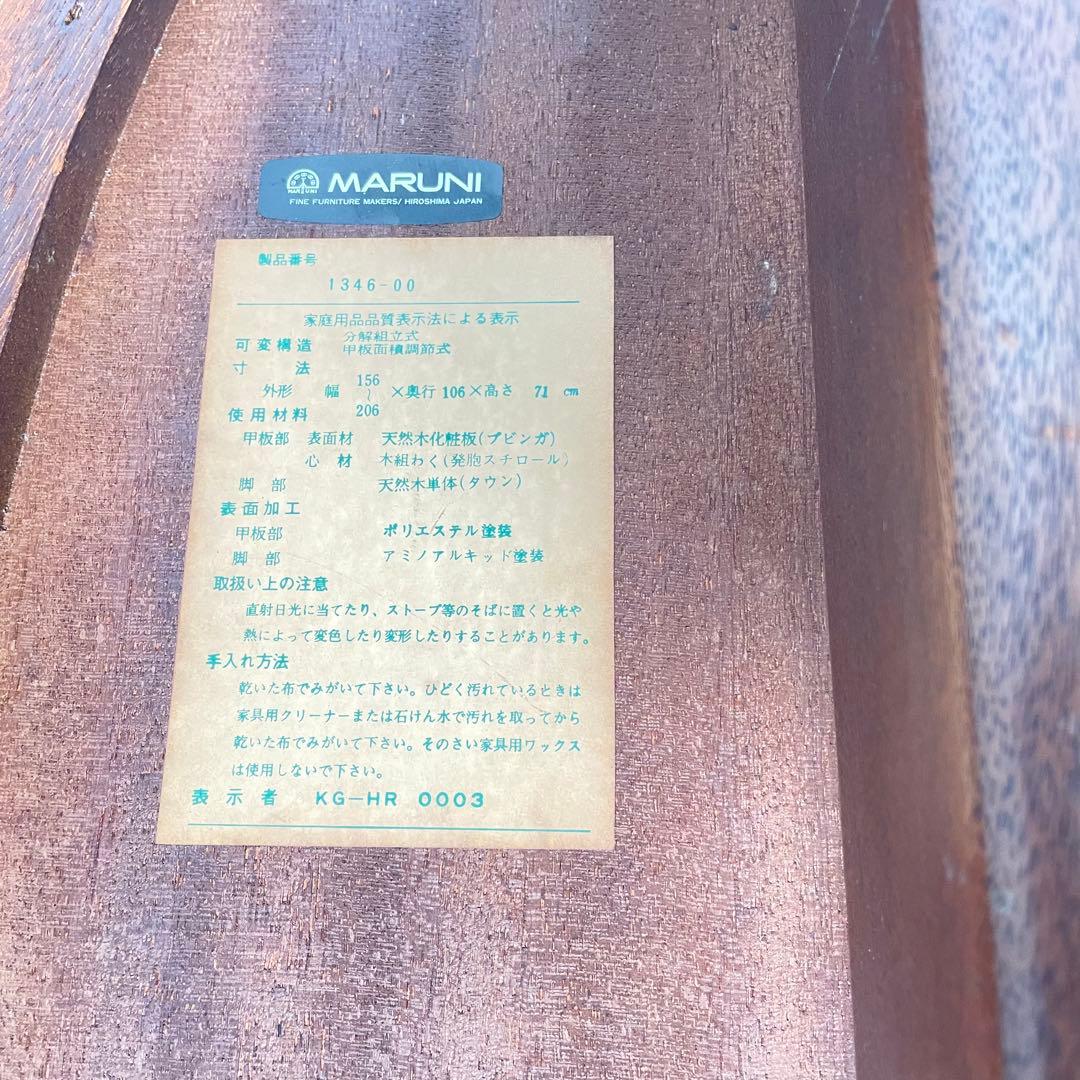 MARUNI
MARUNI
FINE FURNITURE MAKERS/ HIROSHIMA JAPAN
製品番号
1346-00
家庭用品品質表示法による表示
可変構造 分解組立式
甲板面積調節式
寸法
外形 幅 156～206×奥行106×高さ 71 cm
使用材料
甲板部 表面材 天然木化粧板(ブビンガ)
心材 木組わく(発胞スチロール)
脚部 天然木単体(タウン)
表面加工
甲板部 ポリエステル塗装
脚部 アミノアルキッド塗装
取扱い上の注意
直射日光に当てたり、ストーブ等のそばに置くと光や
熱によって変色したり変形したりすることがあります。
手入れ方法
乾いた布でみがいて下さい。ひどく汚れているときは
家具用クリーナーまたは石けん水で汚れを取ってから
乾いた布でみがいて下さい。そのさい家具用ワックス
は使用しないで下さい。
表示者 KG-HR 0003